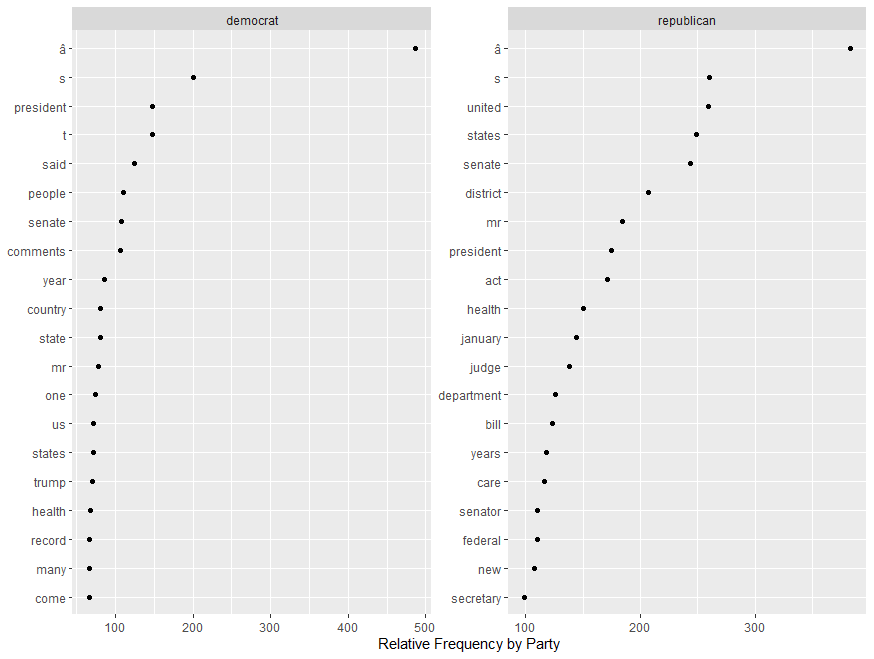 democrat
â
s
president
t
said
people
senate
comments
year
country
state
mr
one
us
states
trump
health
record
many
come
100 200 300 400 500
republican
â
s
united
states
senate
district
mr
president
act
health
january
judge
department
bill
years
care
senator
federal
new
secretary
100 200 300
Relative Frequency by Party